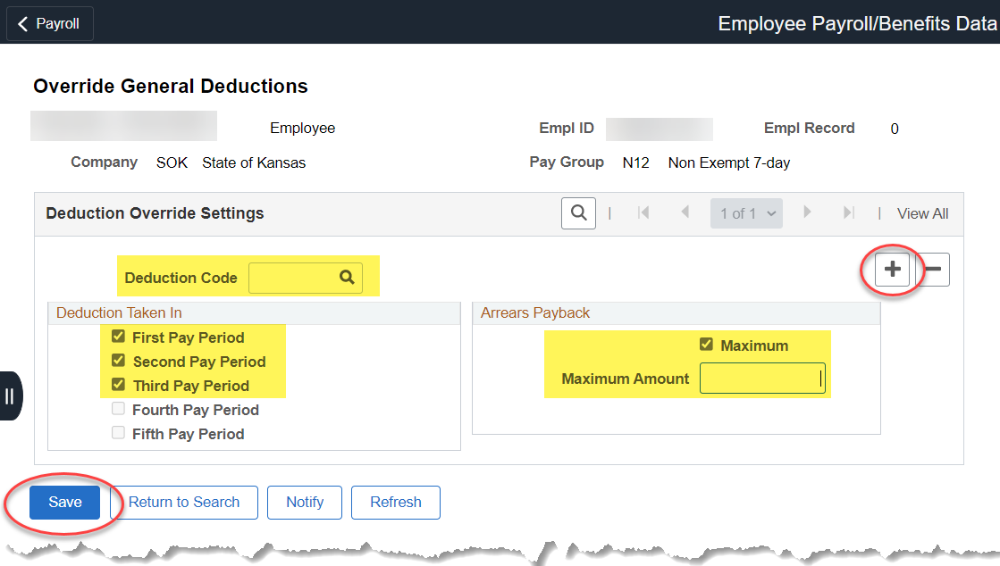 Payroll
Employee Payroll/Benefits Data
Override General Deductions
Employee Empl ID Empl Record 0
Company SOK State of Kansas Pay Group N12 Non Exempt 7-day
Deduction Override Settings | 1 of 1 | View All
Deduction Code
Deduction Taken In
First Pay Period
Second Pay Period
Third Pay Period
Fourth Pay Period
Fifth Pay Period
Arrears Payback
Maximum
Maximum Amount
Save Return to Search Notify Refresh